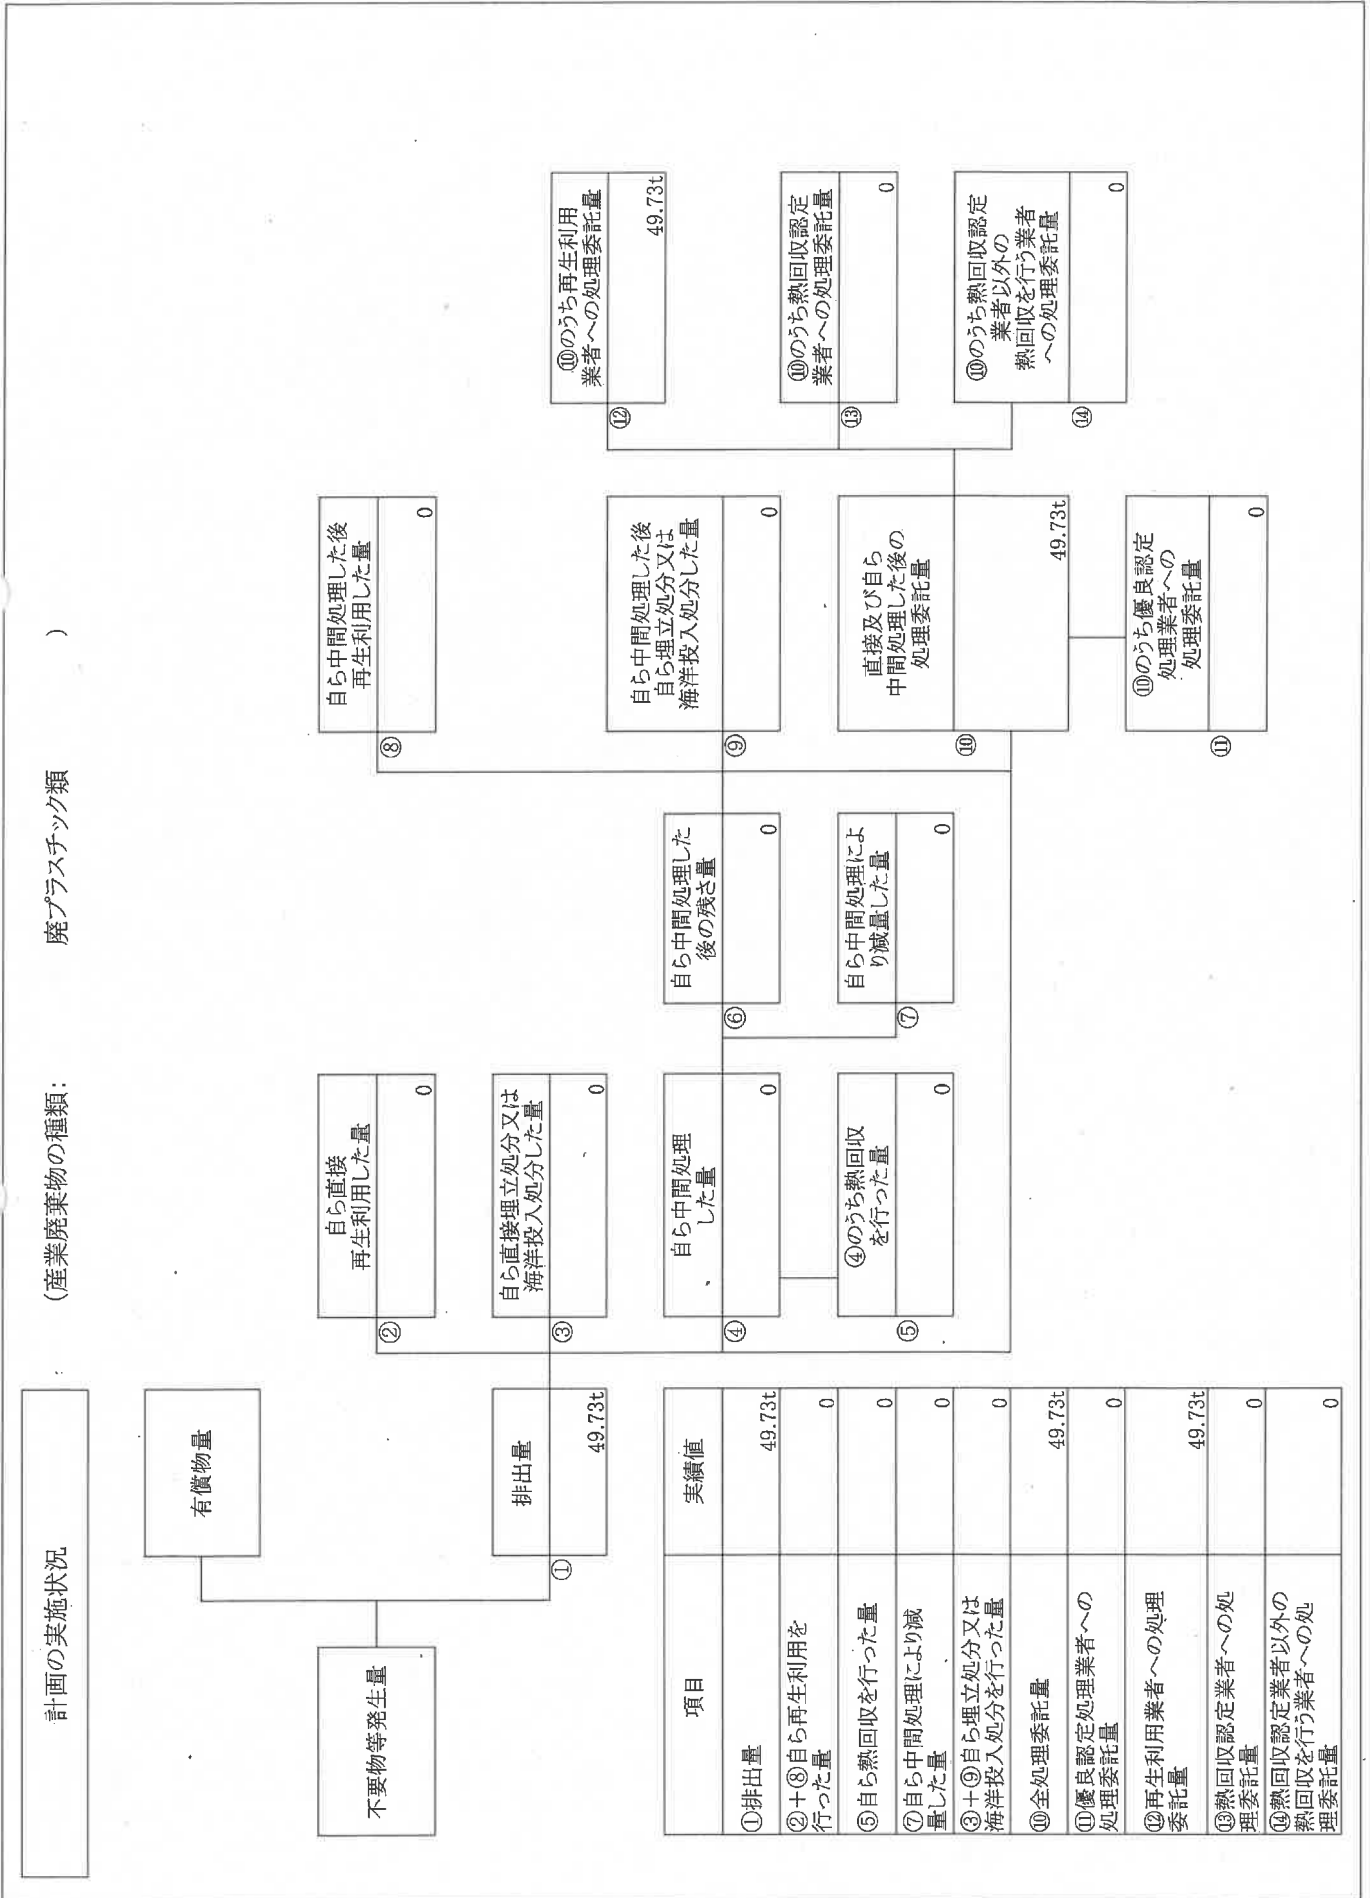 計画の実施状況
(産業廃棄物の種類:　廃プラスチック類　)
有償物量
不要物等発生量
排出量
①
49.73t
自ら直接
再生利用した量
②
0
自ら直接埋立処分又は
海洋投入処分した量
③
0
自ら中間処理
した量
④
0
④のうち熱回収
を行った量
⑤
0
自ら中間処理した
後の残さ量
⑥
0
自ら中間処理によ
り減量した量
⑦
0
自ら中間処理した後
再生利用した量
⑧
0
自ら中間処理した後
自ら埋立処分又は
海洋投入処分した量
⑨
0
直接及び自ら
中間処理した後の
処理委託量
⑩
49.73t
⑩のうち優良認定
処理業者への
処理委託量
⑪
0
⑩のうち再生利用
業者への処理委託量
⑫
49.73t
⑩のうち熱回収認定
業者への処理委託量
⑬
0
⑩のうち熱回収認定
業者以外の
熱回収を行う業者
への処理委託量
⑭
0
項目　実績値
①排出量　49.73t
②+⑧自ら再生利用を
行った量　0
⑤自ら熱回収を行った量　0
⑦自ら中間処理により減
量した量　0
③+⑨自ら埋立処分又は
海洋投入処分を行った量　0
⑩全処理委託量　49.73t
⑪優良認定処理業者への
処理委託量　0
⑫再生利用業者への処理
委託量　49.73t
⑬熱回収認定業者への処
理委託量　0
⑭熱回収認定業者以外の
熱回収を行う業者への処
理委託量　0